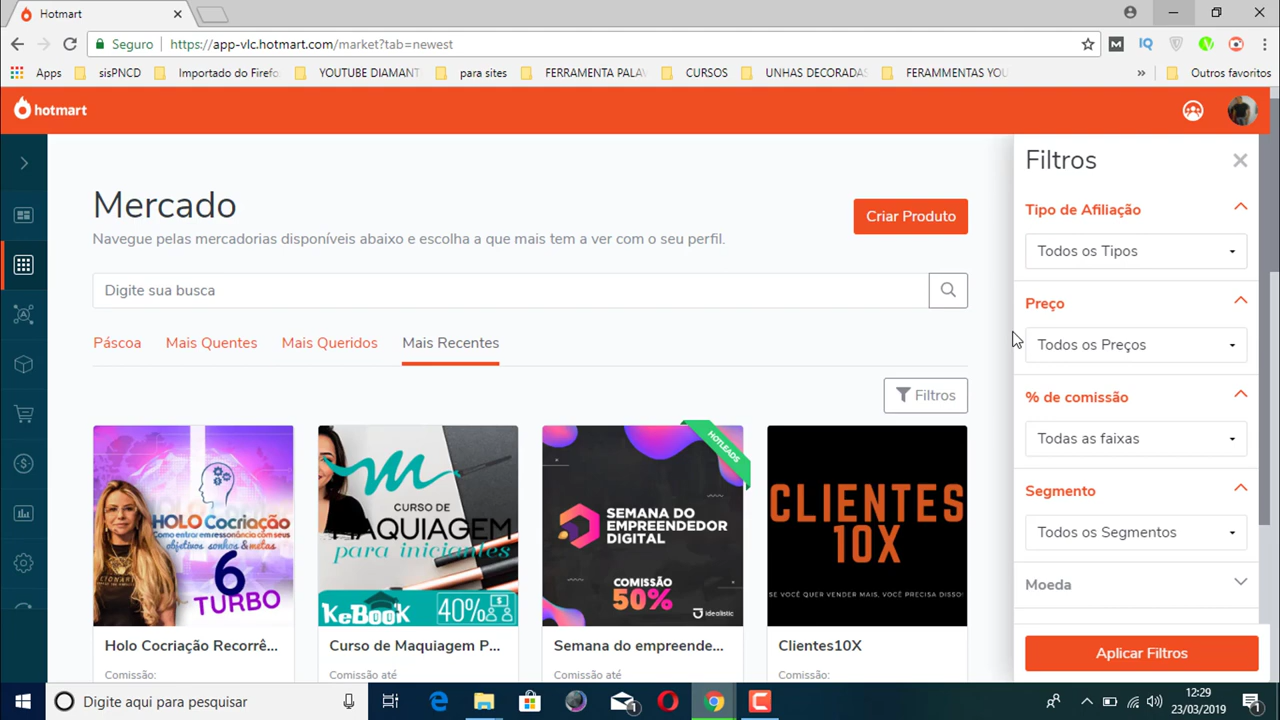 Hotmart
Seguro
https://app-vlc.hotmart.com/market?tab=newest
Apps
sisPNCD
Importado do Firefo
YOUTUBE DIAMANT
para sites
FERRAMENTA PALA
CURSOS
UNHAS DECORADAS
FERAMMENTAS YOU
»
Outros favoritos
hotmart
Filtros
Mercado
Criar Produto
Navegue pelas mercadorias disponíveis abaixo e escolha a que mais tem a ver com o seu perfil.
Tipo de Afiliação
Todos os Tipos
Digite sua busca
Preço
Todos os Preços
Páscoa
Mais Quentes
Mais Queridos
Mais Recentes
Filtros
% de comissão
Todas as faixas
Segmento
Todos os Segmentos
Moeda
Aplicar Filtros
HOLO Cocriação
Como entrar em ressonância com seus
objetivos sonhos & metas
6
TURBO
CURSO DE
MAQUIAGEM
para iniciantes
KeBooK
40%
HOTLEADS
SEMANA DO
EMPREENDEDOR
DIGITAL
COMISSÃO
50%
idealistic
CLIENTES
10X
SE VOCÊ QUER VENDER MAIS, VOCÊ PRECISA DISSO!
Holo Cocriação Recorrê...
Curso de Maquiagem P...
Semana do empreende...
Clientes10X
Comissão:
Comissão até
Comissão até
Comissão até
Digite aqui para pesquisar
1
12:29
23/03/2019
1